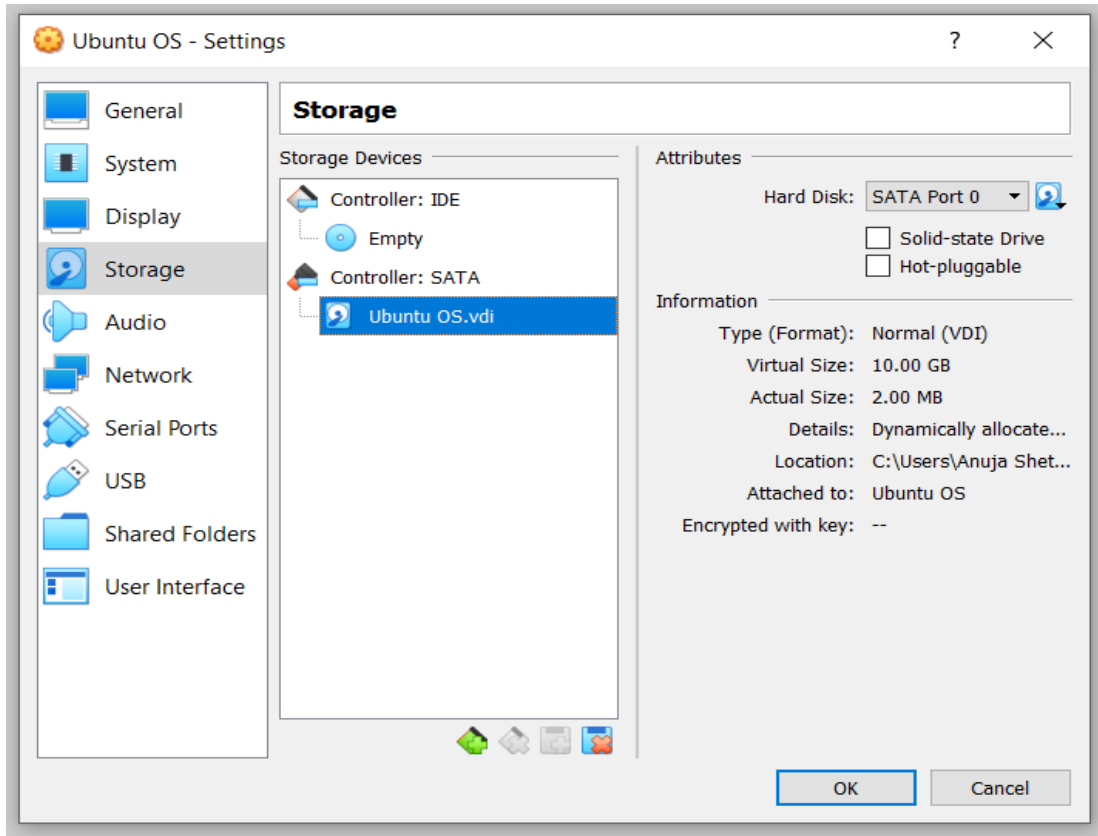 Ubuntu OS - Settings
?
General
System
Display
Storage
Audio
Network
Serial Ports
USB
Shared Folders
User Interface
Storage
Storage Devices
Controller: IDE
Empty
Controller: SATA
Ubuntu OS.vdi
Attributes
Hard Disk: SATA Port 0
Solid-state Drive
Hot-pluggable
Information
Type (Format): Normal (VDI)
Virtual Size: 10.00 GB
Actual Size: 2.00 MB
Details: Dynamically allocate...
Location: C:\Users\Anuja Shet...
Attached to: Ubuntu OS
Encrypted with key: --
OK
Cancel